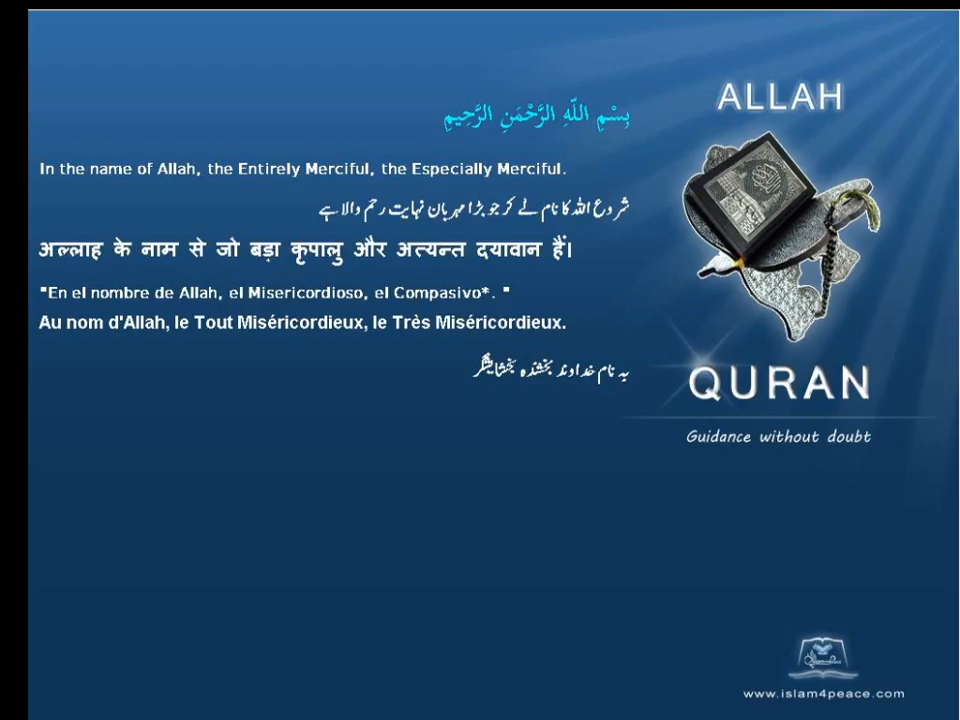 بِسْمِ اللَّهِ الرَّحْمَنِ الرَّحِيمِ
In the name of Allah, the Entirely Merciful, the Especially Merciful.
شروع الله کا نام لے کر جو بڑا مہربان نہایت رحم والا ہے
अल्लाह के नाम से जो बड़ा कृपालु और अत्यन्त दयावान हैं।
"En el nombre de Allah, el Misericordioso, el Compasivo*. "
Au nom d'Allah, le Tout Miséricordieux, le Très Miséricordieux.
به نام خداوند بخشنده بخشایشگر
ALLAH
QURAN
Guidance without doubt
www.islam4peace.com